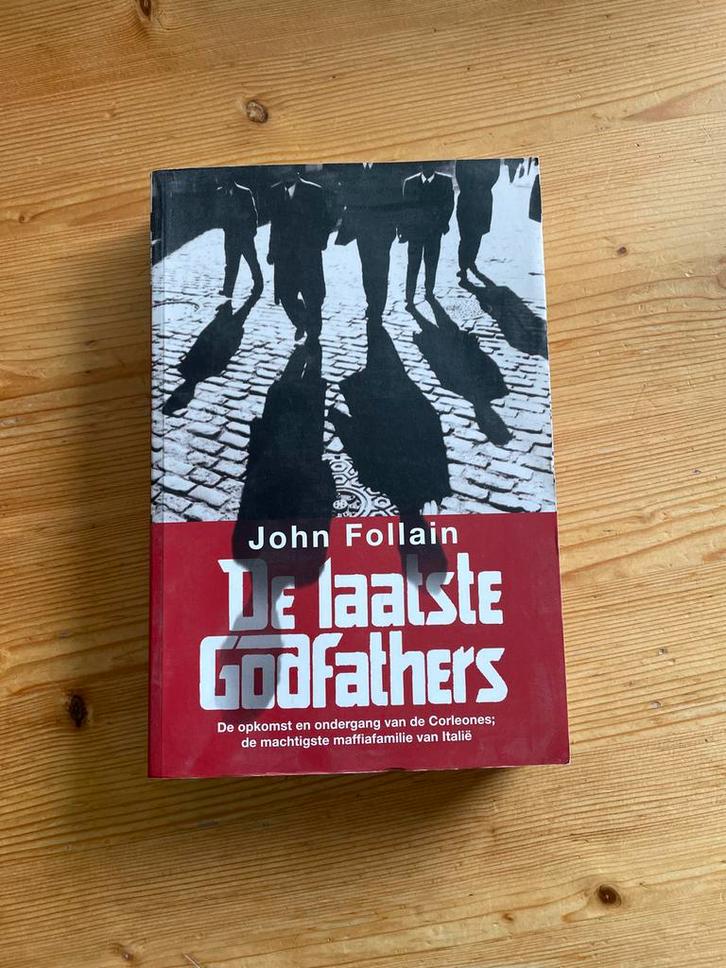 John Follain
De laatste
Godfathers
De opkomst en ondergang van de Corleones;
de machtigste maffiafamilie van Italië